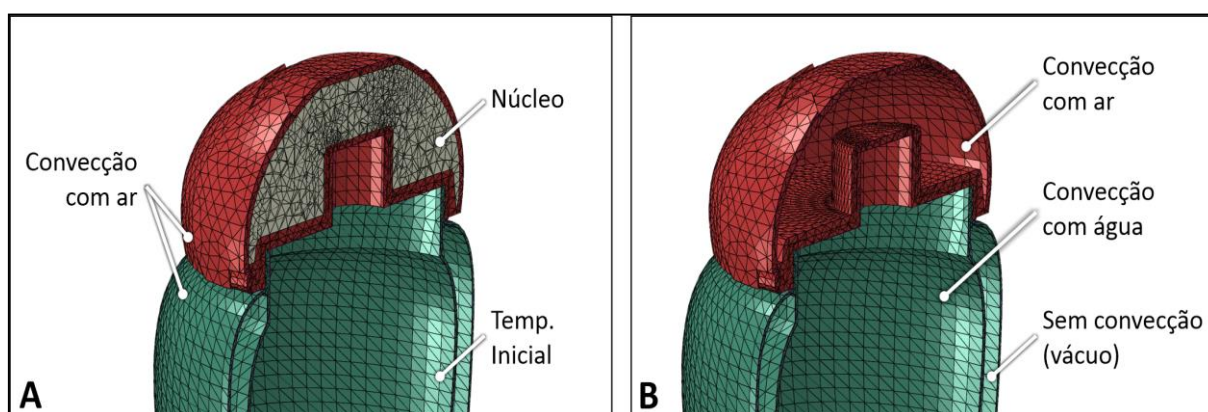 Núcleo
Convecção
com ar
Temp.
Inicial
A
Convecção
com ar
Convecção
com água
Sem convecção
(vácuo)
B